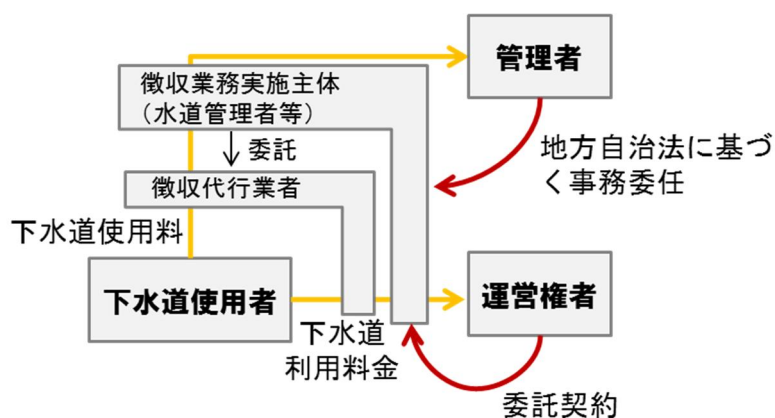 徴収業務実施主体
（水道管理者等）
管理者
委託
地方自治法に基づ
く事務委任
徴収代行業者
下水道使用料
下水道使用者
運営権者
下水道
利用料金
委託契約